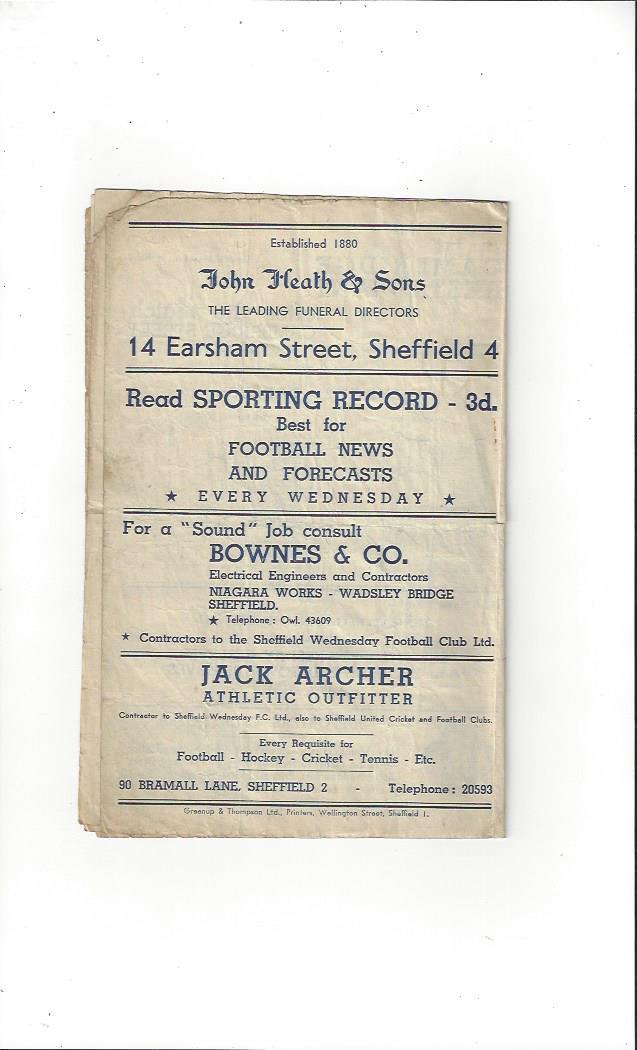 Established 1880
John Heath & Sons
THE LEADING FUNERAL DIRECTORS
14 Earsham Street, Sheffield 4
Read SPORTING RECORD - 3d.
Best for
FOOTBALL NEWS
AND FORECASTS
★ EVERY WEDNESDAY ★
For a "Sound" Job consult
BOWNES & CO.
Electrical Engineers and Contractors
NIAGARA WORKS - WADSLEY BRIDGE
SHEFFIELD.
★ Telephone : Owl. 43609
★ Contractors to the Sheffield Wednesday Football Club Ltd.
JACK ARCHER
ATHLETIC OUTFITTER
Contractor to Sheffield Wednesday F.C. Ltd., also to Sheffield United Cricket and Football Clubs.
Every Requisite for
Football - Hockey - Cricket - Tennis - Etc.
90 BRAMALL LANE, SHEFFIELD 2 - Telephone : 20593
Greenup & Thompson Ltd., Printers, Wellington Street, Sheffield 1.